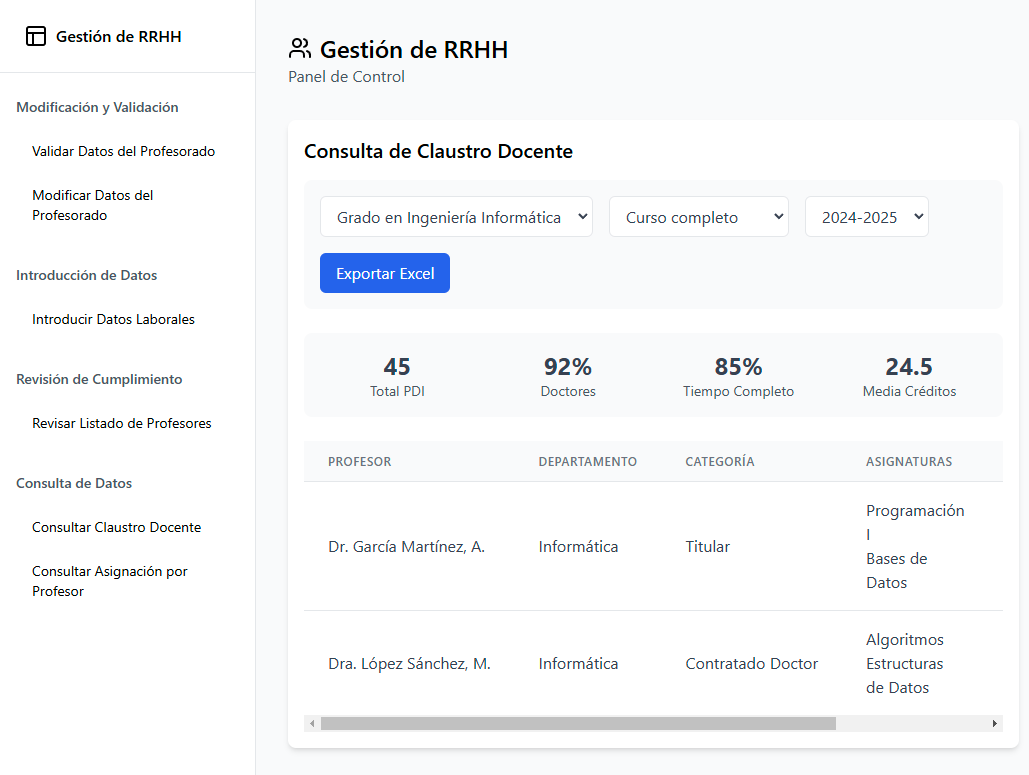 Gestión de RRHH
Modificación y Validación
Validar Datos del Profesorado
Modificar Datos del
Profesorado
Introducción de Datos
Introducir Datos Laborales
Revisión de Cumplimiento
Revisar Listado de Profesores
Consulta de Datos
Consultar Claustro Docente
Consultar Asignación por
Profesor
Gestión de RRHH
Panel de Control
Consulta de Claustro Docente
Grado en Ingeniería Informática Curso completo 2024-2025
Exportar Excel
45 92% 85% 24.5
Total PDI Doctores Tiempo Completo Media Créditos
PROFESOR DEPARTAMENTO CATEGORÍA ASIGNATURAS
Dr. García Martínez, A. Informática Titular Programación
I
Bases de
Datos
Dra. López Sánchez, M. Informática Contratado Doctor Algoritmos
Estructuras
de Datos